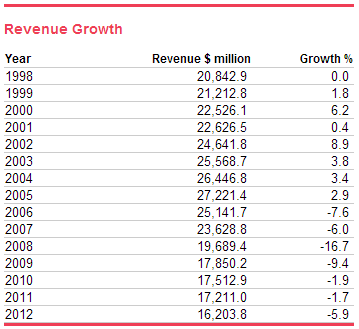 Revenue Growth
Year Revenue $ million Growth %
1998 20,842.9 0.0
1999 21,212.8 1.8
2000 22,526.1 6.2
2001 22,626.5 0.4
2002 24,641.8 8.9
2003 25,568.7 3.8
2004 26,446.8 3.4
2005 27,221.4 2.9
2006 25,141.7 -7.6
2007 23,628.8 -6.0
2008 19,689.4 -16.7
2009 17,850.2 -9.4
2010 17,512.9 -1.9
2011 17,211.0 -1.7
2012 16,203.8 -5.9